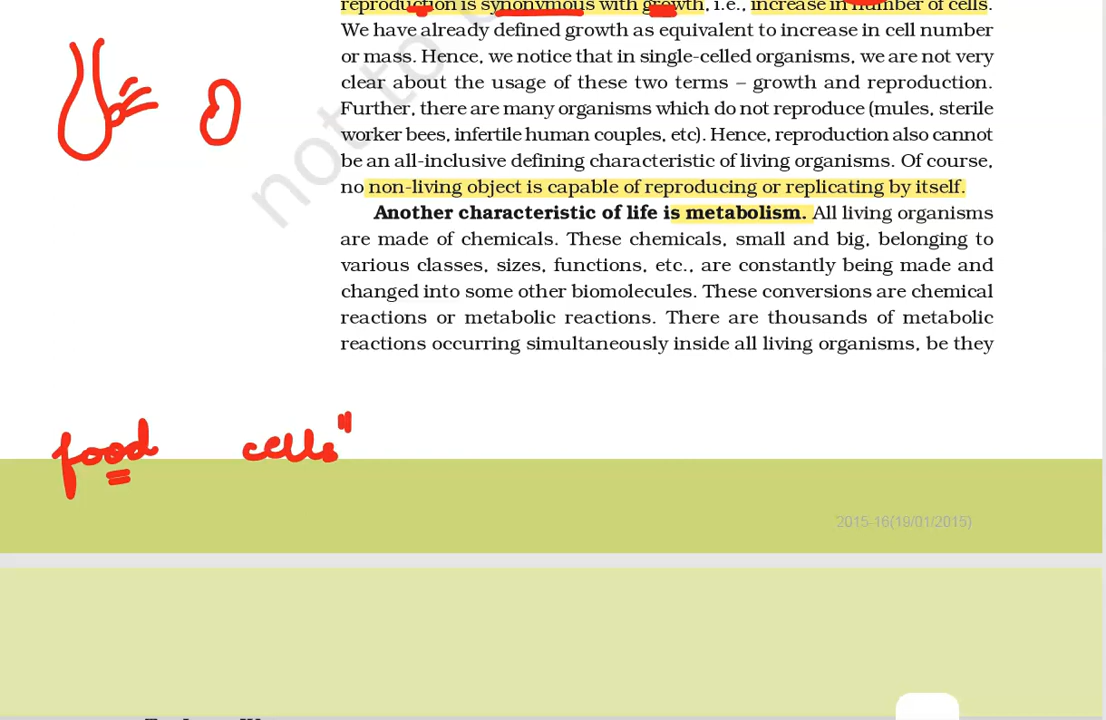 reproduction is synonymous with growth, i.e., increase in number of cells.
We have already defined growth as equivalent to increase in cell number
or mass. Hence, we notice that in single-celled organisms, we are not very
clear about the usage of these two terms – growth and reproduction.
Further, there are many organisms which do not reproduce (mules, sterile
worker bees, infertile human couples, etc). Hence, reproduction also cannot
be an all-inclusive defining characteristic of living organisms. Of course,
no non-living object is capable of reproducing or replicating by itself.
Another characteristic of life is metabolism. All living organisms
are made of chemicals. These chemicals, small and big, belonging to
various classes, sizes, functions, etc., are constantly being made and
changed into some other biomolecules. These conversions are chemical
reactions or metabolic reactions. There are thousands of metabolic
reactions occurring simultaneously inside all living organisms, be they
not to
food cells"
2015-16(19/01/2015)